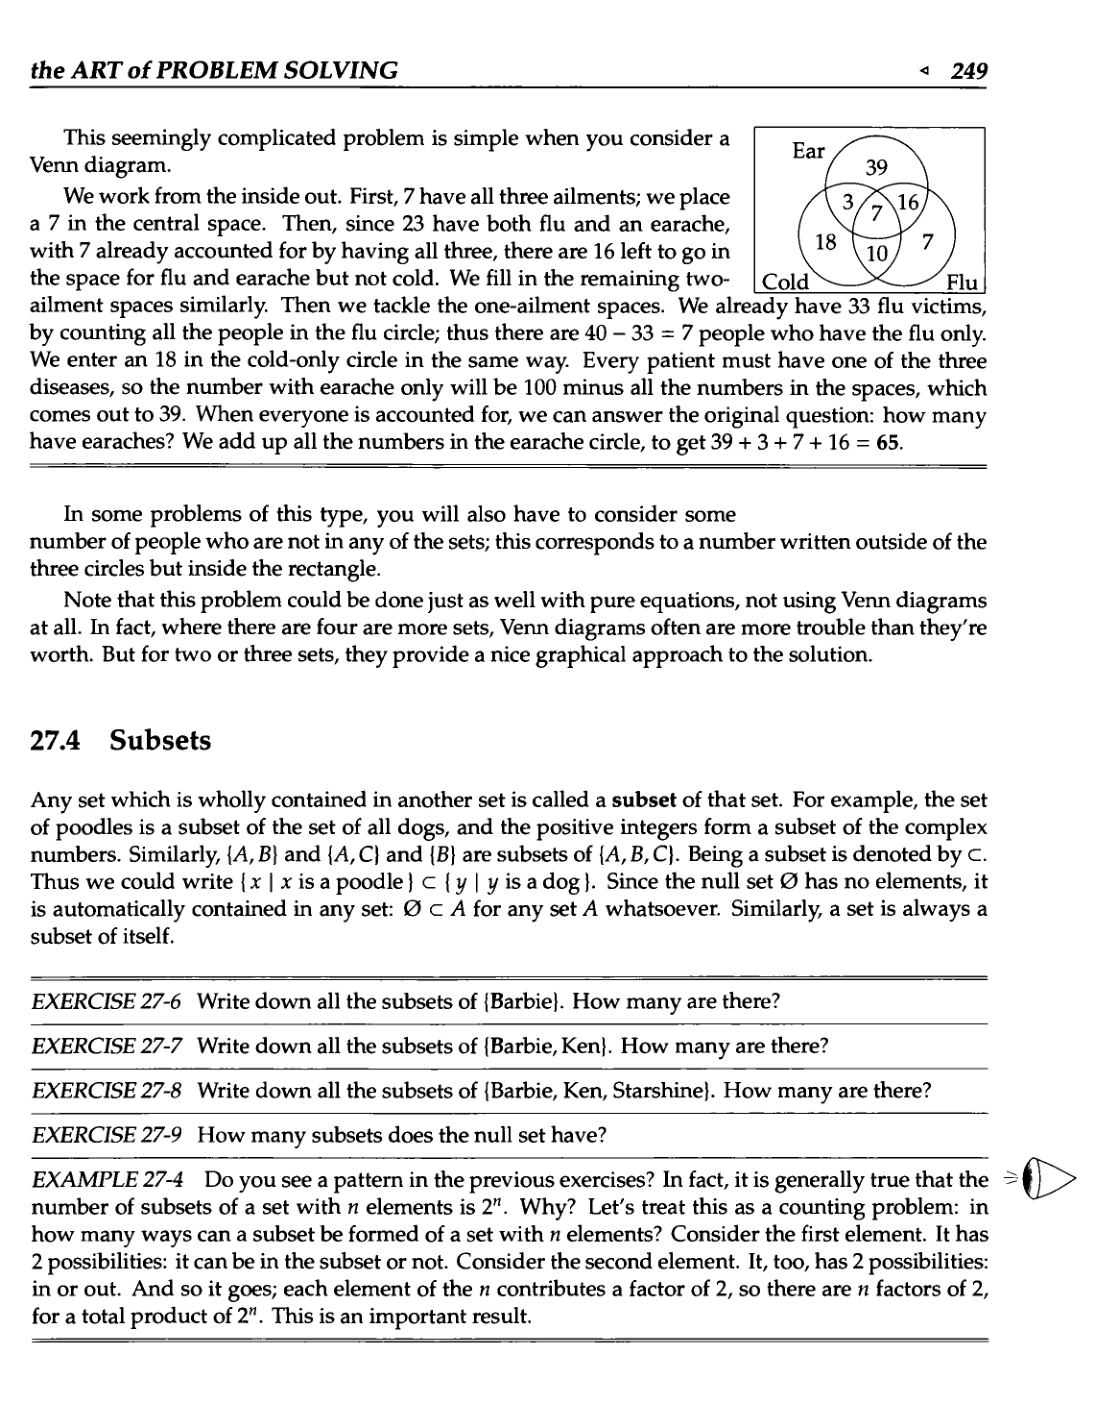 the ART of PROBLEM SOLVING ◁ 249
This seemingly complicated problem is simple when you consider a
Venn diagram.
We work from the inside out. First, 7 have all three ailments; we place
a 7 in the central space. Then, since 23 have both flu and an earache,
with 7 already accounted for by having all three, there are 16 left to go in
the space for flu and earache but not cold. We fill in the remaining two-
Ear
39
3 7 16
18 10 7
Cold Flu
ailment spaces similarly. Then we tackle the one-ailment spaces. We already have 33 flu victims,
by counting all the people in the flu circle; thus there are 40 − 33 = 7 people who have the flu only.
We enter an 18 in the cold-only circle in the same way. Every patient must have one of the three
diseases, so the number with earache only will be 100 minus all the numbers in the spaces, which
comes out to 39. When everyone is accounted for, we can answer the original question: how many
have earaches? We add up all the numbers in the earache circle, to get 39 + 3 + 7 + 16 = 65.
In some problems of this type, you will also have to consider some
number of people who are not in any of the sets; this corresponds to a number written outside of the
three circles but inside the rectangle.
Note that this problem could be done just as well with pure equations, not using Venn diagrams
at all. In fact, where there are four are more sets, Venn diagrams often are more trouble than they're
worth. But for two or three sets, they provide a nice graphical approach to the solution.
27.4 Subsets
Any set which is wholly contained in another set is called a subset of that set. For example, the set
of poodles is a subset of the set of all dogs, and the positive integers form a subset of the complex
numbers. Similarly, {A, B} and {A, C} and {B} are subsets of {A, B, C}. Being a subset is denoted by ⊂.
Thus we could write { x | x is a poodle } ⊂ { y | y is a dog }. Since the null set Ø has no elements, it
is automatically contained in any set: Ø ⊂ A for any set A whatsoever. Similarly, a set is always a
subset of itself.
EXERCISE 27-6 Write down all the subsets of {Barbie}. How many are there?
EXERCISE 27-7 Write down all the subsets of {Barbie, Ken}. How many are there?
EXERCISE 27-8 Write down all the subsets of {Barbie, Ken, Starshine}. How many are there?
EXERCISE 27-9 How many subsets does the null set have?
EXAMPLE 27-4 Do you see a pattern in the previous exercises? In fact, it is generally true that the
number of subsets of a set with n elements is 2ⁿ. Why? Let's treat this as a counting problem: in
how many ways can a subset be formed of a set with n elements? Consider the first element. It has
2 possibilities: it can be in the subset or not. Consider the second element. It, too, has 2 possibilities:
in or out. And so it goes; each element of the n contributes a factor of 2, so there are n factors of 2,
for a total product of 2ⁿ. This is an important result.